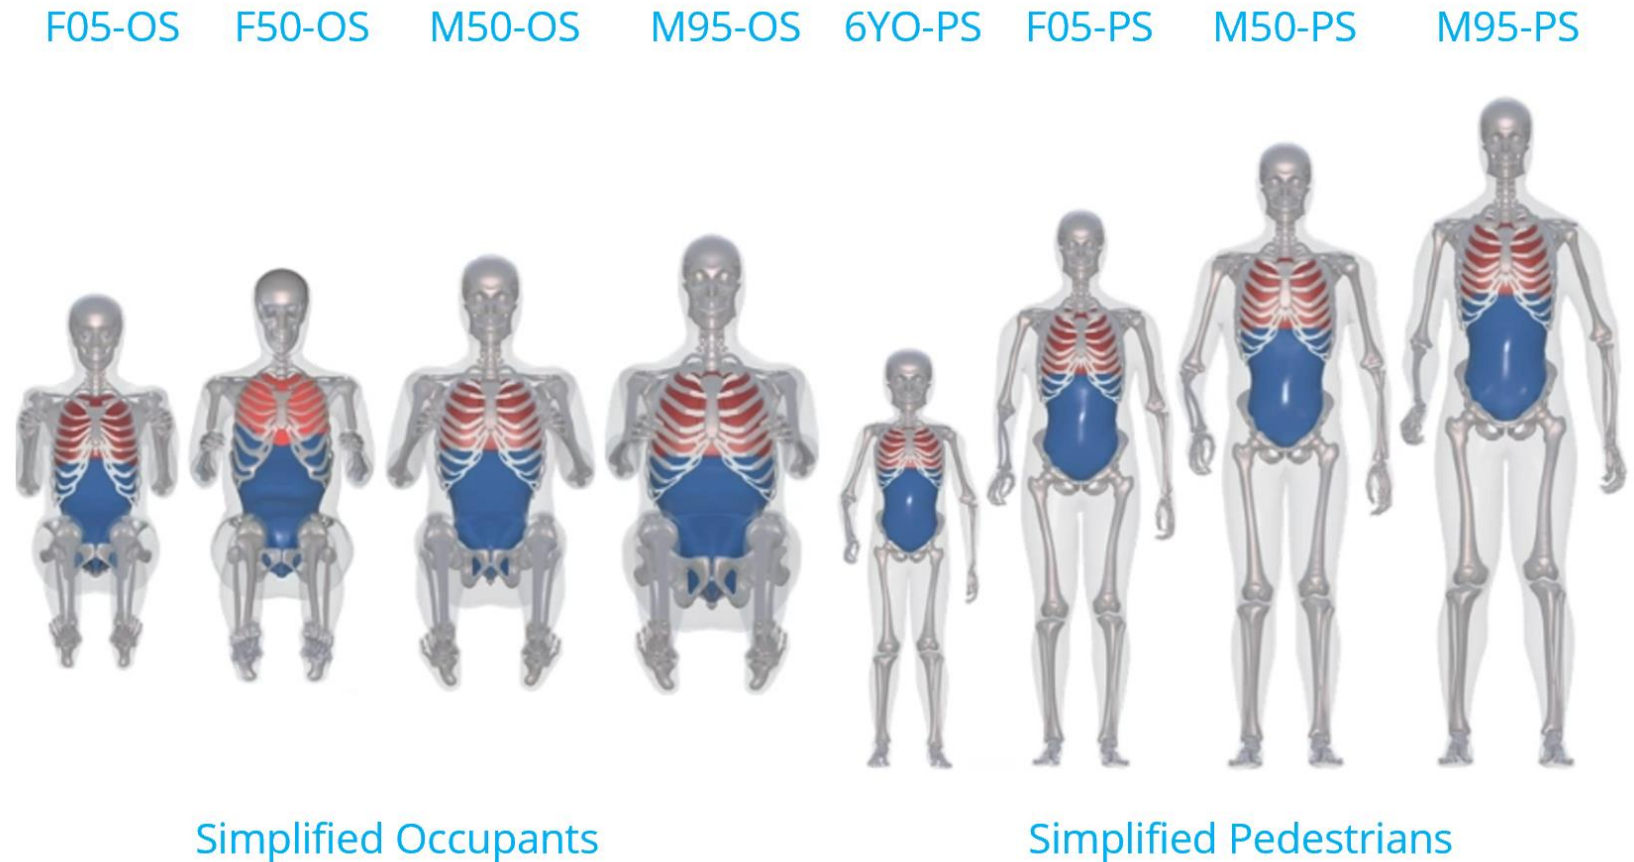 F05-OS F50-OS M50-OS M95-OS 6YO-PS F05-PS M50-PS M95-PS
Simplified Occupants Simplified Pedestrians